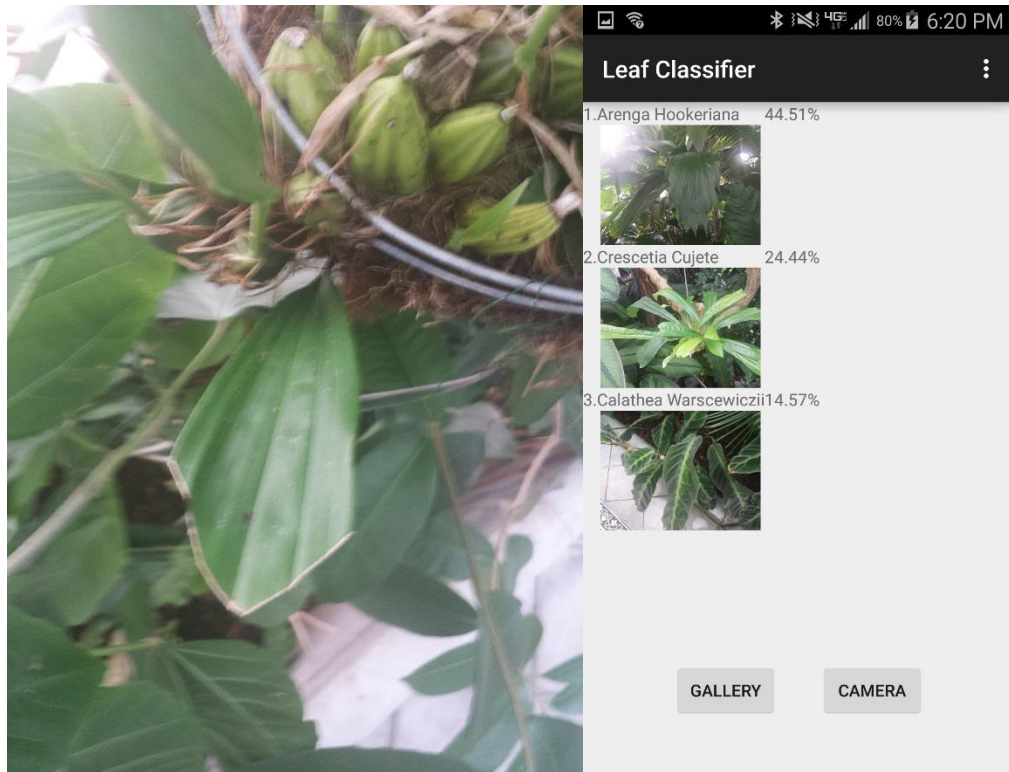 4G 80% 6:20 PM
Leaf Classifier
1.Arenga Hookeriana 44.51%
2.Crescetia Cujete 24.44%
3.Calathea Warscewiczii14.57%
GALLERY CAMERA